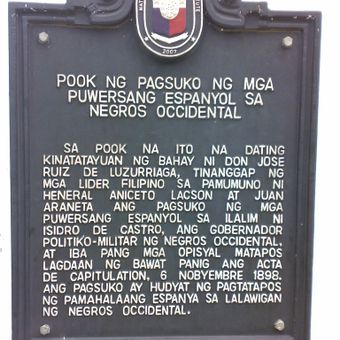 2007
POOK NG PAGSUKO NG MGA
PUWERSANG ESPANYOL SA
NEGROS OCCIDENTAL
SA POOK NA ITO NA DATING
KINATATAYUAN NG BAHAY NI DON JOSE
RUIZ DE LUZURRIAGA, TINANGGAP NG
MGA LIDER FILIPINO SA PAMUMUNO NI
HENERAL ANICETO LACSON AT JUAN
ARANETA ANG PAGSUKO NG MGA
PUWERSANG ESPANYOL SA ILALIM NI
ISIDRO DE CASTRO, ANG GOBERNADOR
POLITIKO-MILITAR NG NEGROS OCCIDENTAL,
AT IBA PANG MGA OPISYAL MATAPOS
LAGDAAN NG BAWAT PANIG ANG ACTA
DE CAPITULATION, 6 NOBYEMBRE 1898.
ANG PAGSUKO AY HUDYAT NG PAGTATAPOS
NG PAMAHALAANG ESPANYA SA LALAWIGAN
NG NEGROS OCCIDENTAL.